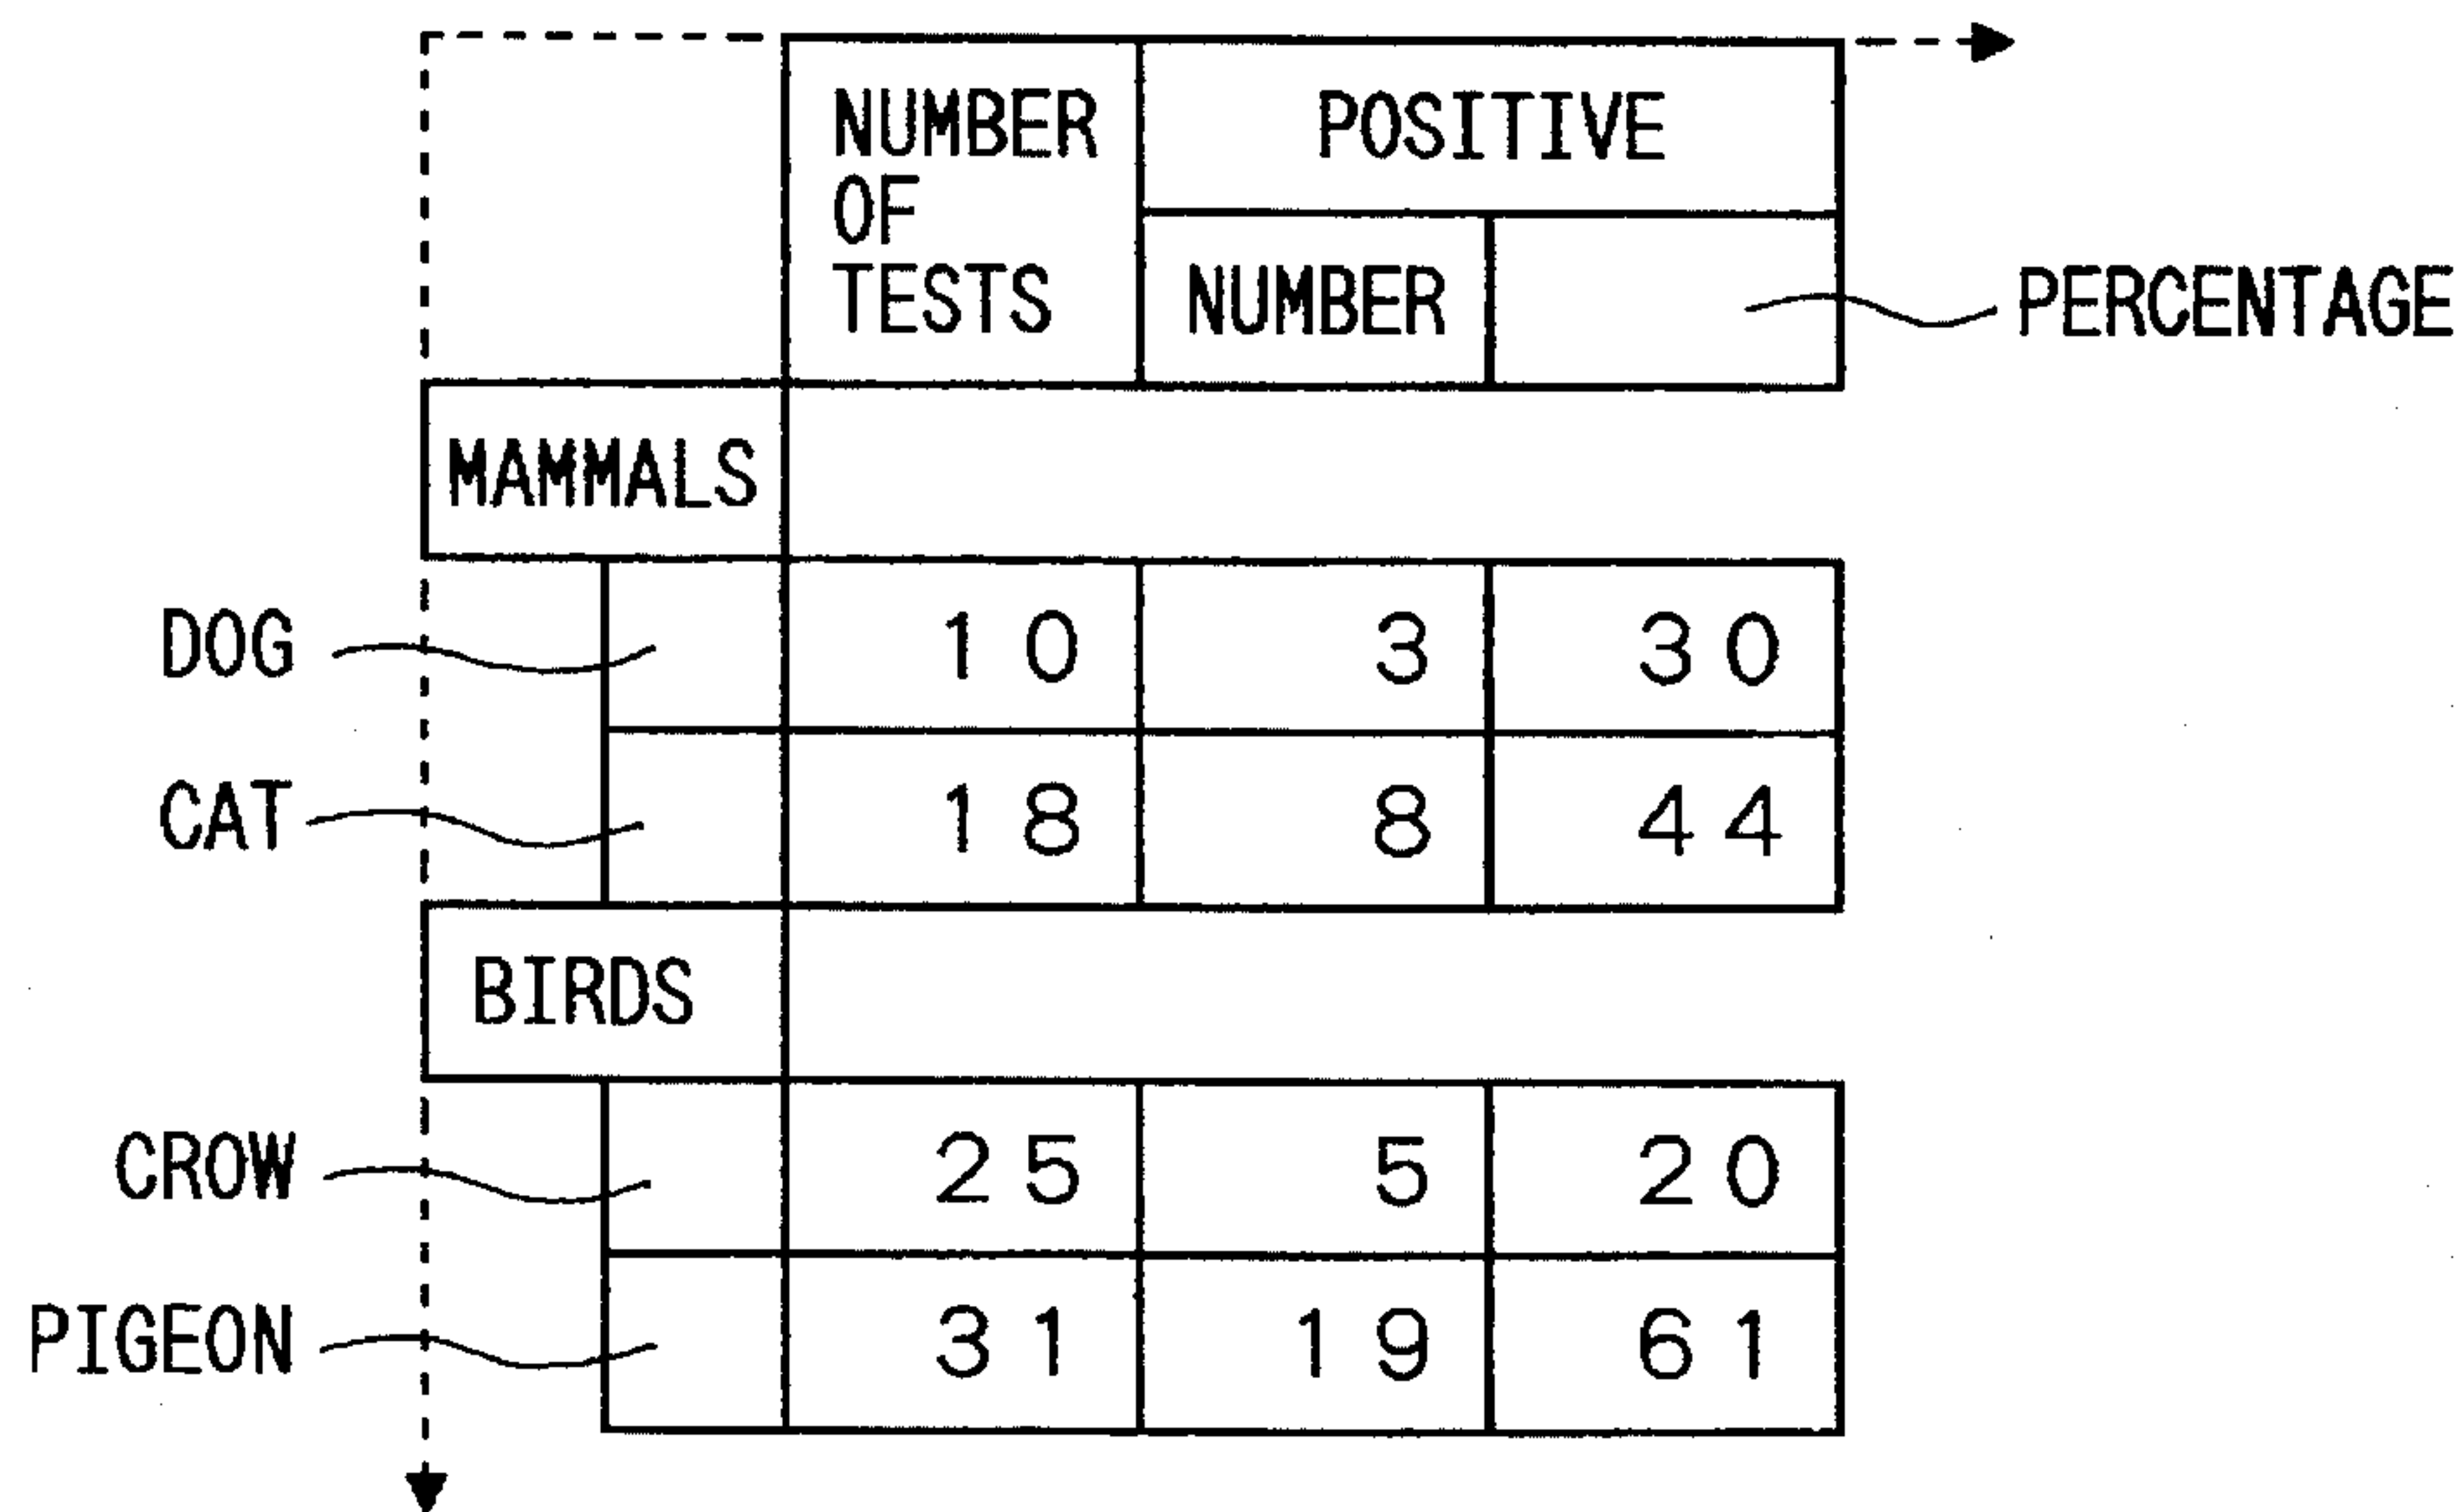 NUMBER
OF
TESTS
POSITIVE
NUMBER
PERCENTAGE
MAMMALS
DOG 10 3 30
CAT 18 8 44
BIRDS
CROW 25 5 20
PIGEON 31 19 61